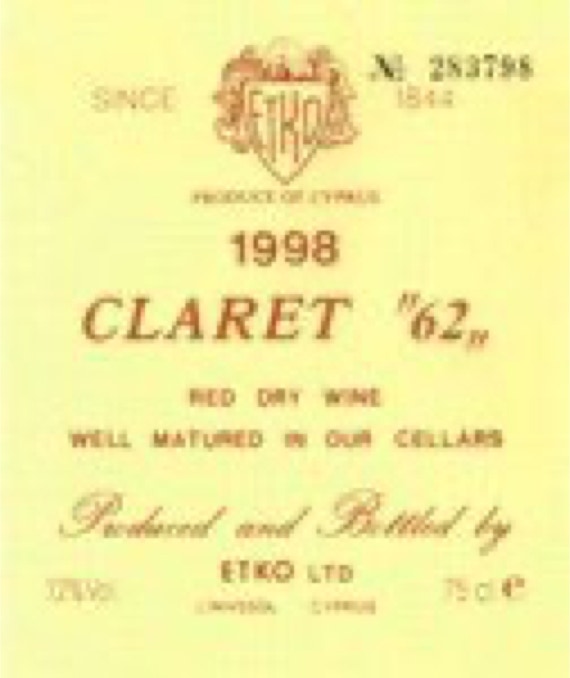 № 283798
SINCE 1844
ETKO
PRODUCT OF CYPRUS
1998
CLARET "62"
RED DRY WINE
WELL MATURED IN OUR CELLARS
Produced and Bottled by
ETKO LTD
12% Vol. 75 cl e
LIMASSOL CYPRUS